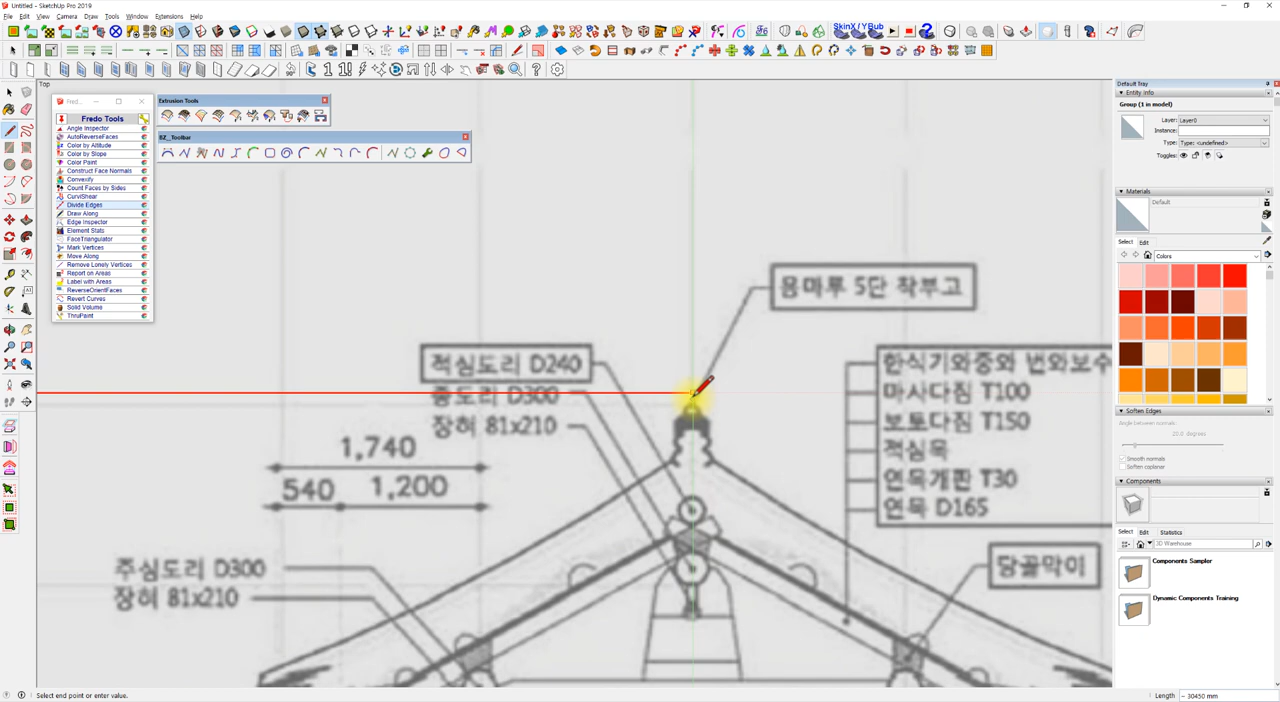 Untitled - SketchUp Pro 2019
File Edit View Camera Draw Tools Window Extensions Help
SkinX/YBub
Top
Fred...
Fredo Tools
Angle Inspector
AutoReverseFaces
Color by Altitude
Color by Slope
Color Paint
Construct Face Normals
Convexify
Count Faces by Sides
CurviShear
Divide Edges
Draw Along
Edge Inspector
Element Stats
FaceTriangulator
Mark Vertices
Move Along
Remove Lonely Vertices
Report on Areas
Label with Areas
ReverseOrientFaces
Revert Curves
Solid Volume
ThruPaint
Extrusion Tools
BZ__Toolbar
용마루 5단 착부고
적심도리 D240
종도리 D300
장혀 81x210
1,740
540
1,200
주심도리 D300
장혀 81x210
한식기와중와 번와보수
마사다짐 T100
보토다짐 T150
적심목
연목개판 T30
연목 D165
당골막이
Default Tray
Entity Info
Group (1 in model)
Layer: Layer0
Instance:
Type: Type: <undefined>
Toggles:
Materials
Default
Select Edit
Colors
Soften Edges
Angle between normals:
20.0 degrees
Smooth normals
Soften coplanar
Components
Select Edit Statistics
3D Warehouse
Components Sampler
Dynamic Components Training
Select end point or enter value.
Length ~ 30450 mm